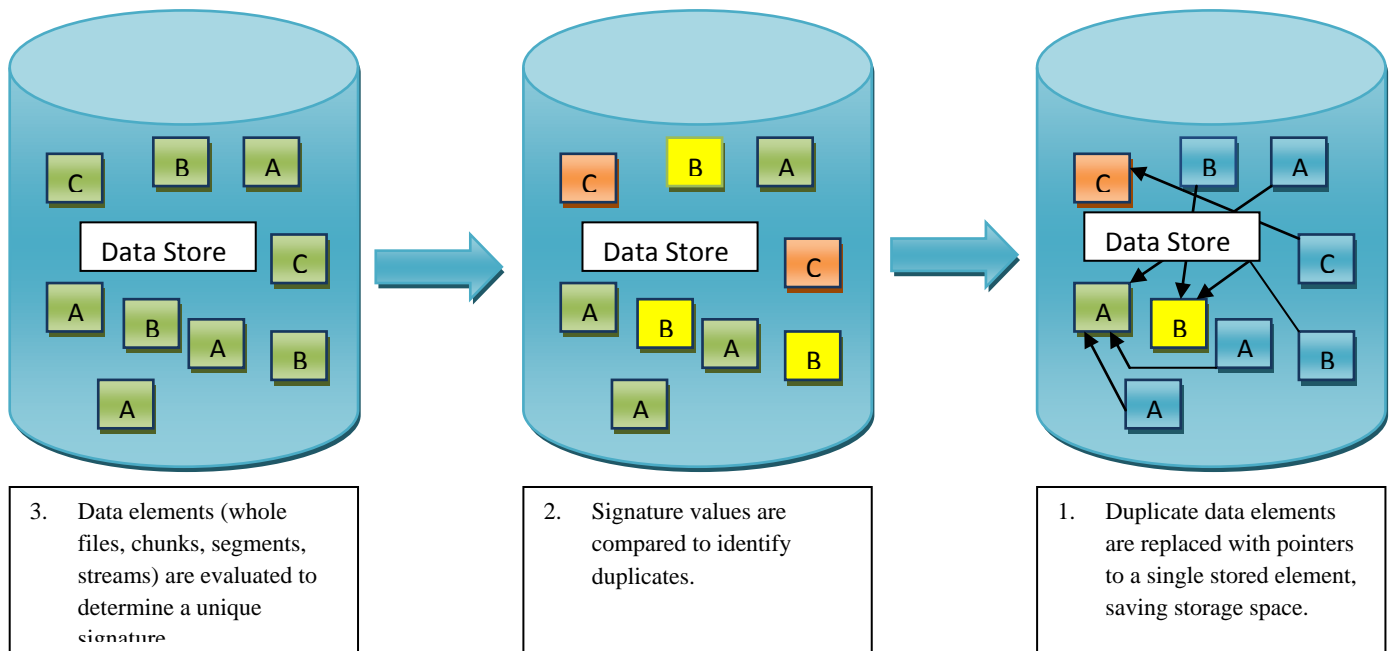 B
A
C
Data Store
C
A
B
A
B
A
B
A
C
Data Store
C
A
B
A
B
A
B
A
C
Data Store
C
A
B
A
B
A
3. Data elements (whole
files, chunks, segments,
streams) are evaluated to
determine a unique
signature
2. Signature values are
compared to identify
duplicates.
1. Duplicate data elements
are replaced with pointers
to a single stored element,
saving storage space.